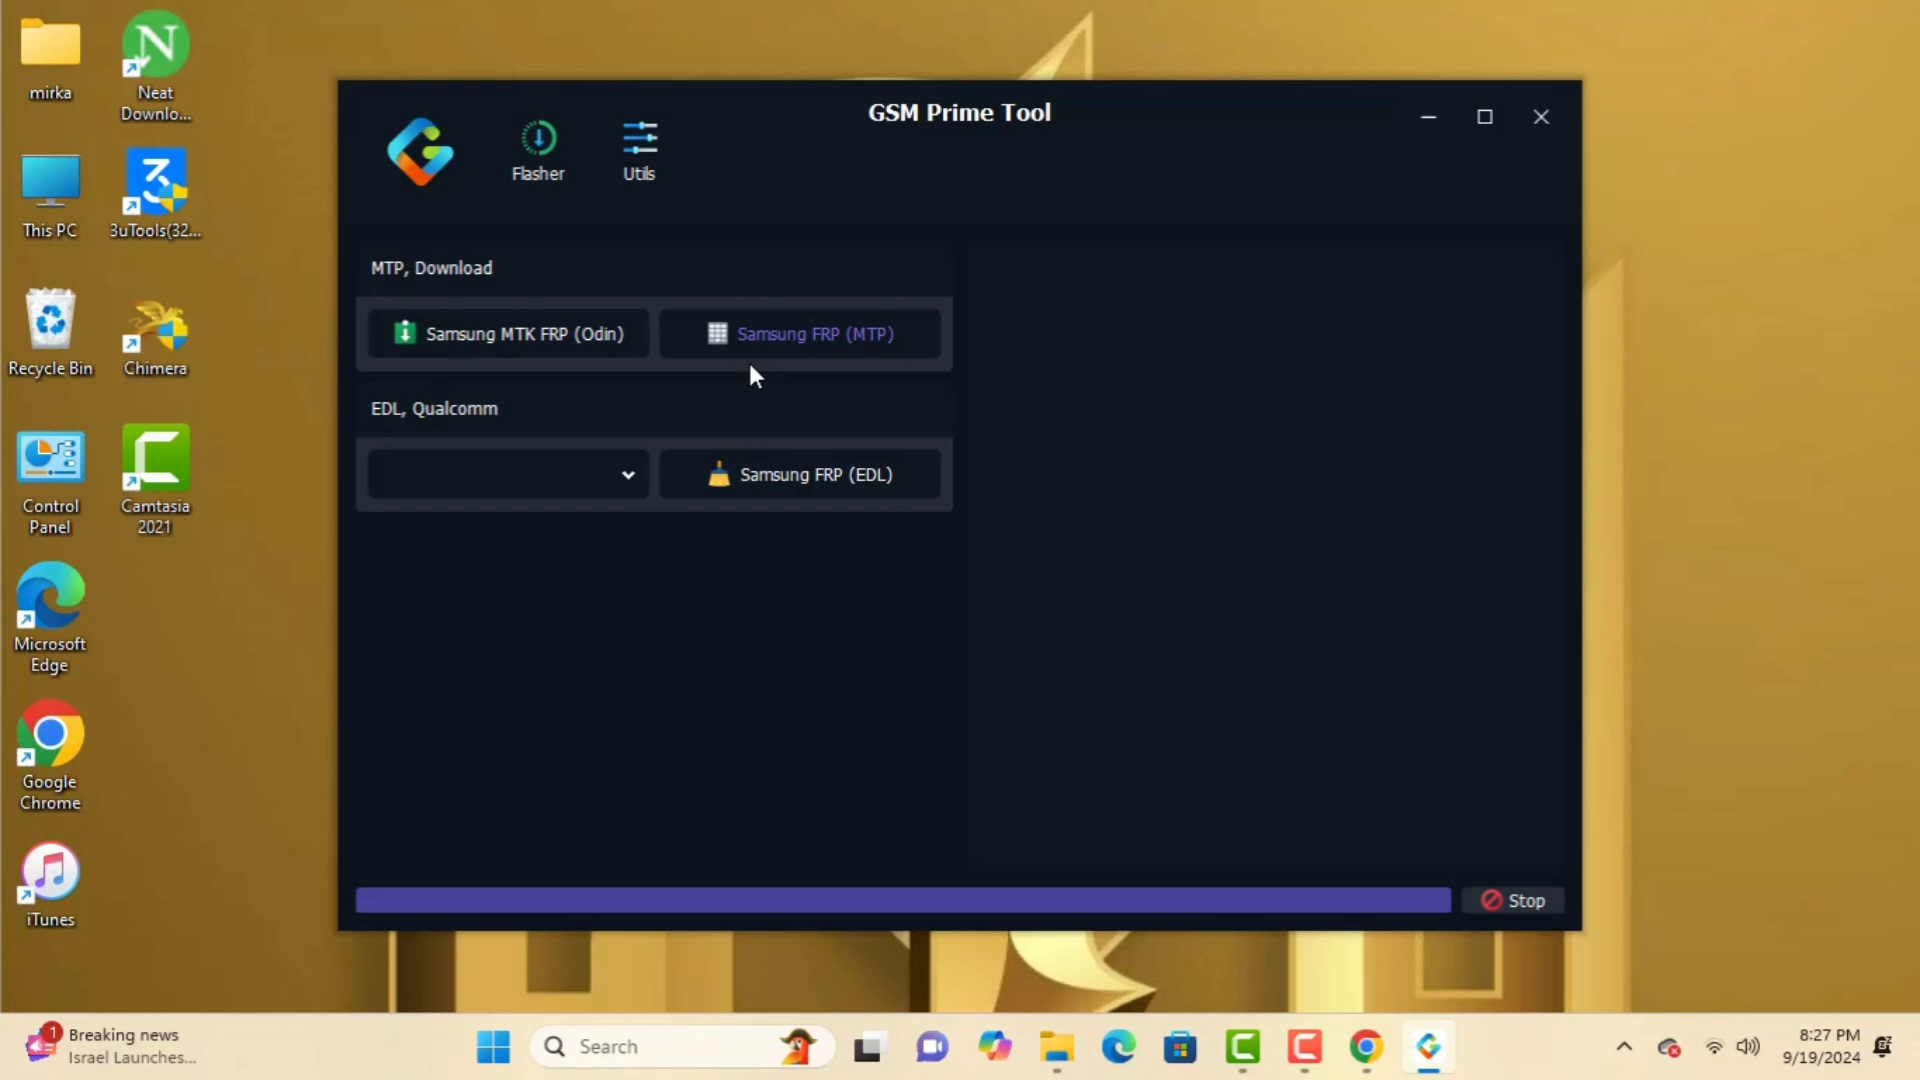 mirka
Neat
Downlo...
This PC
3uTools(32...
Recycle Bin
Chimera
Control
Panel
Camtasia
2021
Microsoft
Edge
Google
Chrome
iTunes
GSM Prime Tool
Flasher
Utils
MTP, Download
Samsung MTK FRP (Odin)
Samsung FRP (MTP)
EDL, Qualcomm
Samsung FRP (EDL)
Stop
1
Breaking news
Israel Launches...
Search
8:27 PM
9/19/2024